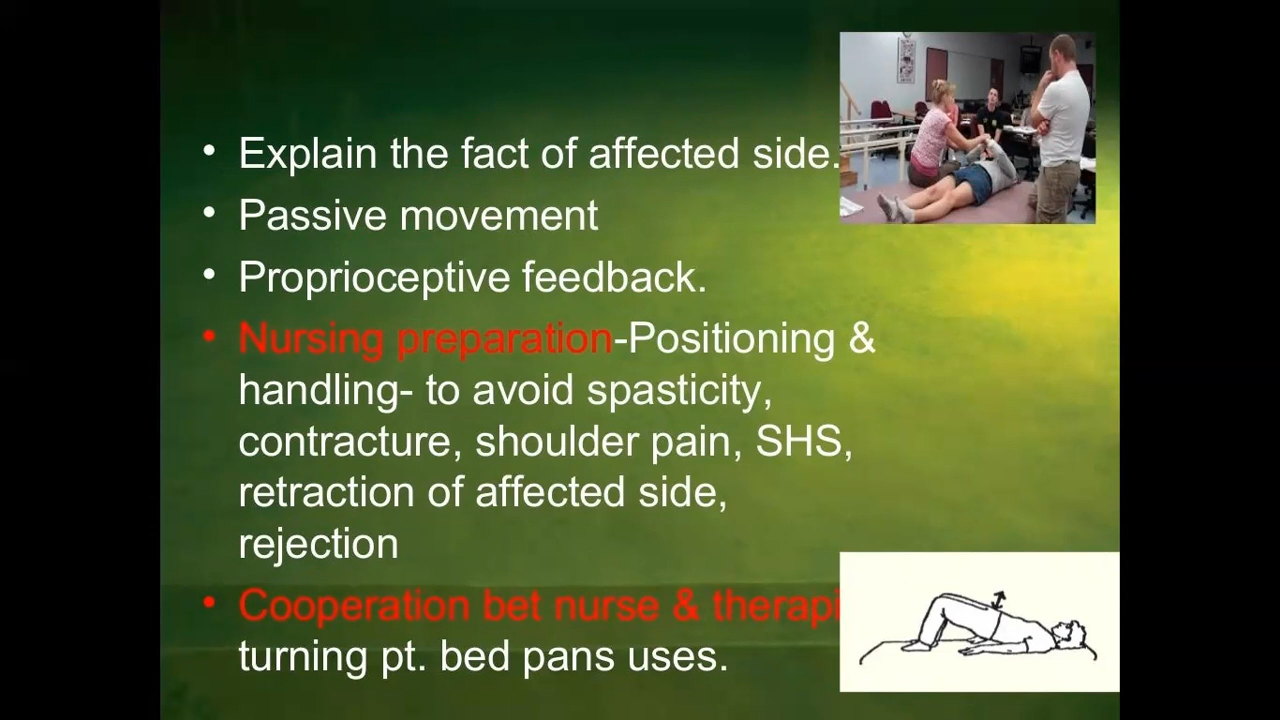 • Explain the fact of affected side.
• Passive movement
• Proprioceptive feedback.
• Nursing preparation-Positioning &
handling- to avoid spasticity,
contracture, shoulder pain, SHS,
retraction of affected side,
rejection
• Cooperation bet nurse & therapi
turning pt. bed pans uses.